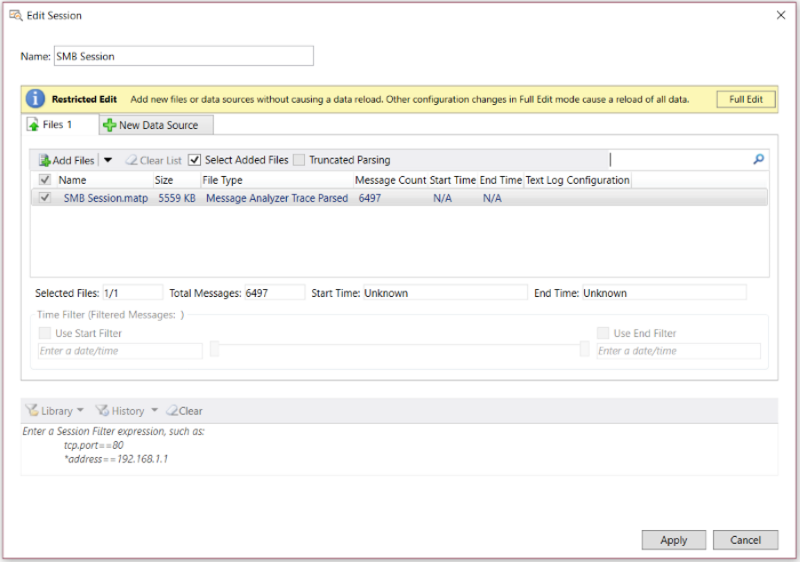 Edit Session
Name: SMB Session
Restricted Edit Add new files or data sources without causing a data reload. Other configuration changes in Full Edit mode cause a reload of all data. Full Edit
Files 1 New Data Source
Add Files Clear List Select Added Files Truncated Parsing
Name Size File Type Message Count Start Time End Time Text Log Configuration
SMB Session.matp 5559 KB Message Analyzer Trace Parsed 6497 N/A N/A
Selected Files: 1/1 Total Messages: 6497 Start Time: Unknown End Time: Unknown
Time Filter (Filtered Messages: )
Use Start Filter Use End Filter
Enter a date/time Enter a date/time
Library History Clear
Enter a Session Filter expression, such as:
tcp.port==80
*address==192.168.1.1
Apply Cancel